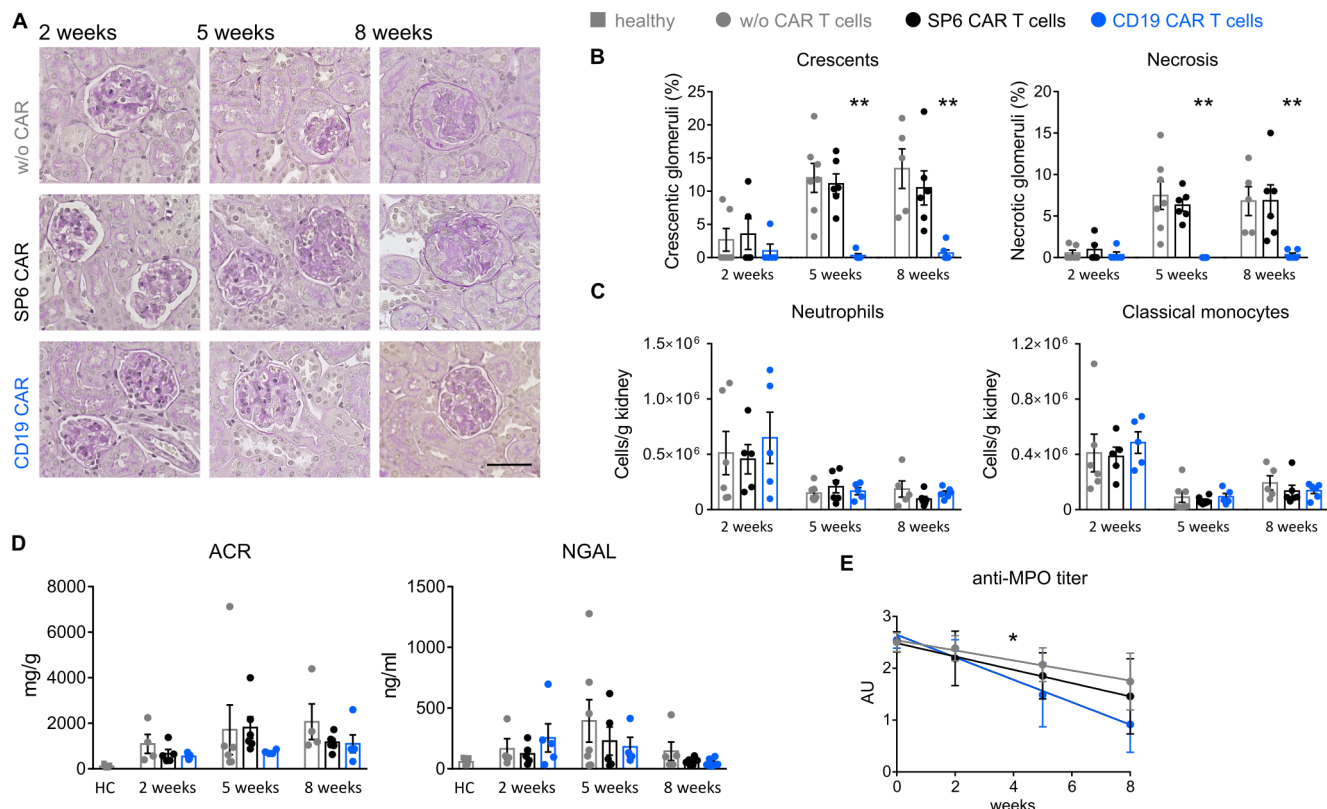 A
2 weeks 5 weeks 8 weeks
w/o CAR
SP6 CAR
CD19 CAR
healthy w/o CAR T cells SP6 CAR T cells CD19 CAR T cells
B
Crescents
Crescentic glomeruli (%)
25
20
15
10
5
0
** **
2 weeks 5 weeks 8 weeks
Necrosis
Necrotic glomeruli (%)
20
15
10
5
0
** **
2 weeks 5 weeks 8 weeks
C
Neutrophils
Cells/g kidney
1.5×10⁶
1.0×10⁶
0.5×10⁶
0
2 weeks 5 weeks 8 weeks
Classical monocytes
Cells/g kidney
1.2×10⁶
0.8×10⁶
0.4×10⁶
0
2 weeks 5 weeks 8 weeks
D
ACR
mg/g
8000
6000
4000
2000
0
HC 2 weeks 5 weeks 8 weeks
NGAL
ng/ml
1500
1000
500
0
HC 2 weeks 5 weeks 8 weeks
E
anti-MPO titer
AU
3
2
1
0
*
0 2 4 6 8
weeks